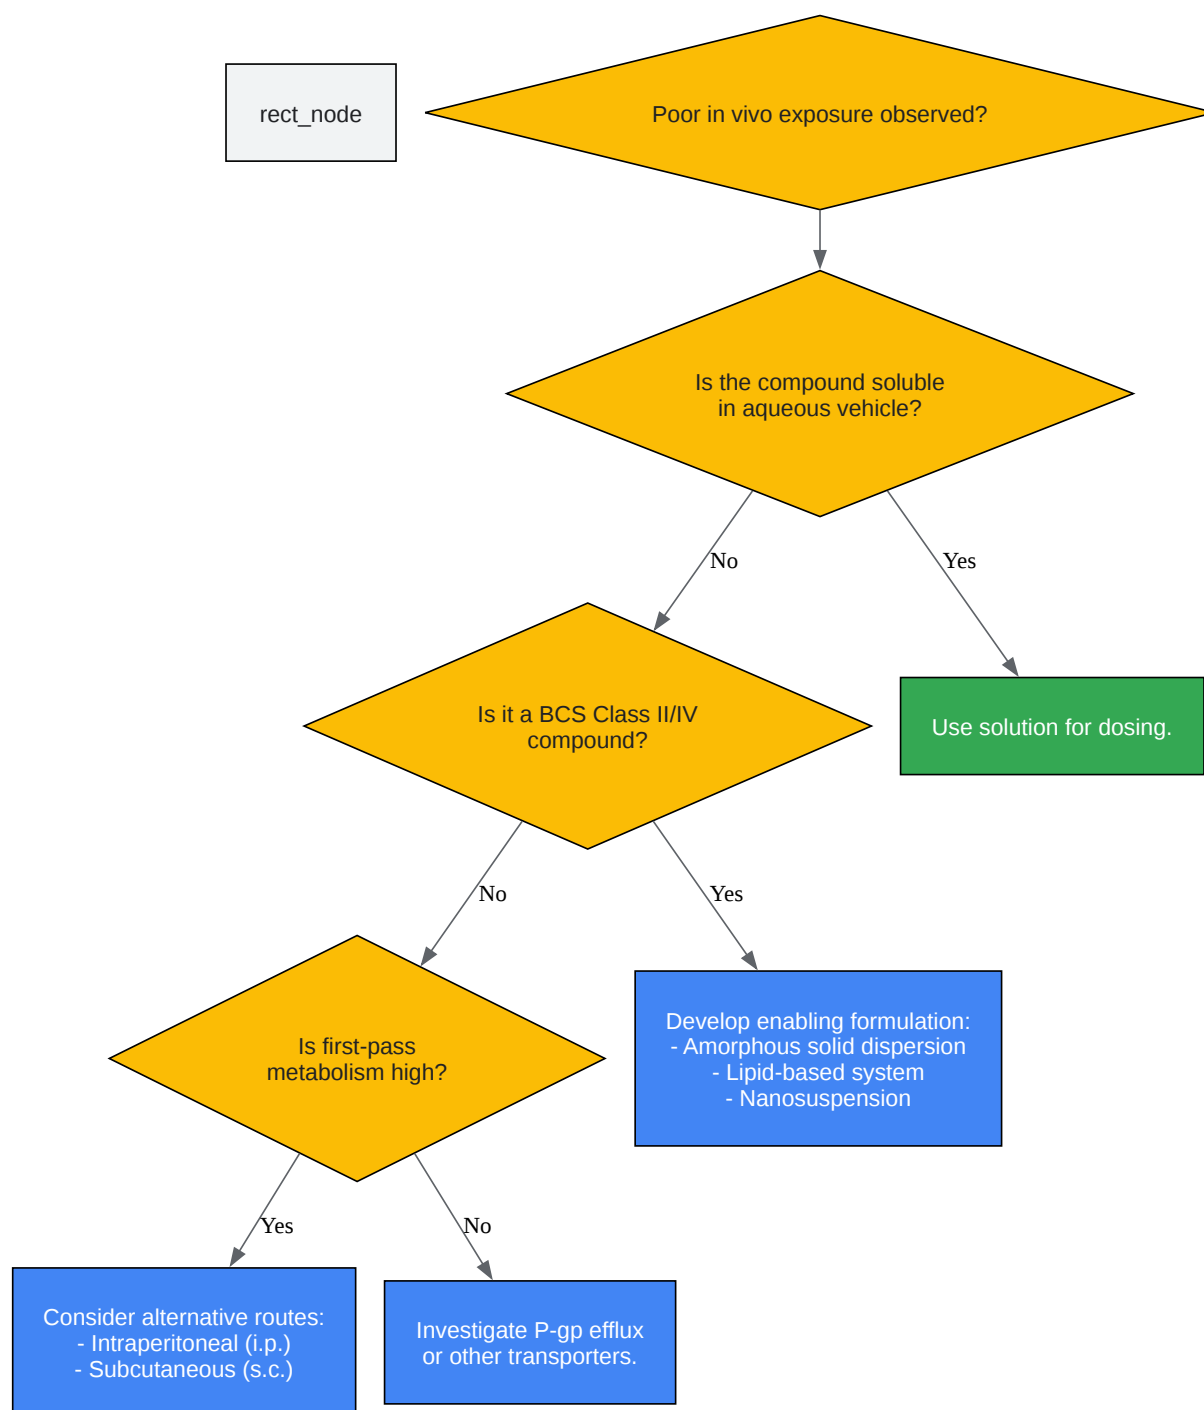 rect_node
Poor in vivo exposure observed?
Is the compound soluble
in aqueous vehicle?
No
Yes
Is it a BCS Class II/IV
compound?
Use solution for dosing.
No
Yes
Is first-pass
metabolism high?
Develop enabling formulation:
- Amorphous solid dispersion
- Lipid-based system
- Nanosuspension
Yes
No
Consider alternative routes:
- Intraperitoneal (i.p.)
- Subcutaneous (s.c.)
Investigate P-gp efflux
or other transporters.